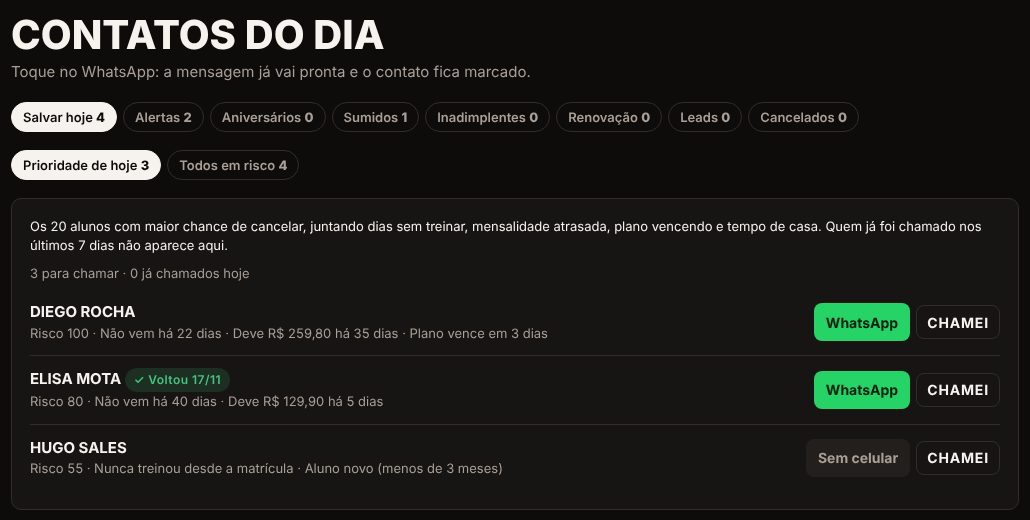 CONTATOS DO DIA
Toque no WhatsApp: a mensagem já vai pronta e o contato fica marcado.
Salvar hoje 4 Alertas 2 Aniversários 0 Sumidos 1 Inadimplentes 0 Renovação 0 Leads 0 Cancelados 0
Prioridade de hoje 3 Todos em risco 4
Os 20 alunos com maior chance de cancelar, juntando dias sem treinar, mensalidade atrasada, plano vencendo e tempo de casa. Quem já foi chamado nos
últimos 7 dias não aparece aqui.
3 para chamar · 0 já chamados hoje
DIEGO ROCHA
Risco 100 · Não vem há 22 dias · Deve R$ 259,80 há 35 dias · Plano vence em 3 dias
WhatsApp CHAMEI
ELISA MOTA ✓ Voltou 17/11
Risco 80 · Não vem há 40 dias · Deve R$ 129,90 há 5 dias
WhatsApp CHAMEI
HUGO SALES
Risco 55 · Nunca treinou desde a matrícula · Aluno novo (menos de 3 meses)
Sem celular CHAMEI